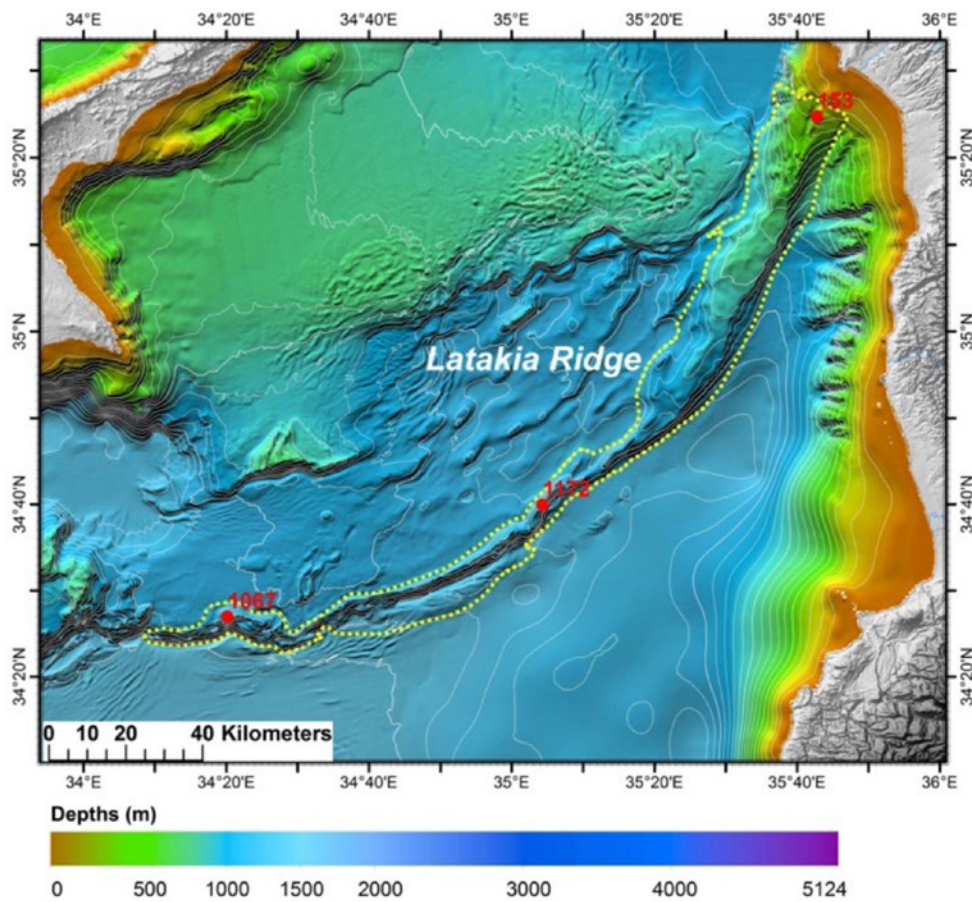 34°E 34°20'E 34°40'E 35°E 35°20'E 35°40'E 36°E
153
35°20'N 35°20'N
35°N 35°N
Latakia Ridge
34°40'N 34°40'N
1172
1067
34°20'N 34°20'N
0 10 20 40 Kilometers
34°E 34°20'E 34°40'E 35°E 35°20'E 35°40'E 36°E
Depths (m)
0 500 1000 1500 2000 3000 4000 5124